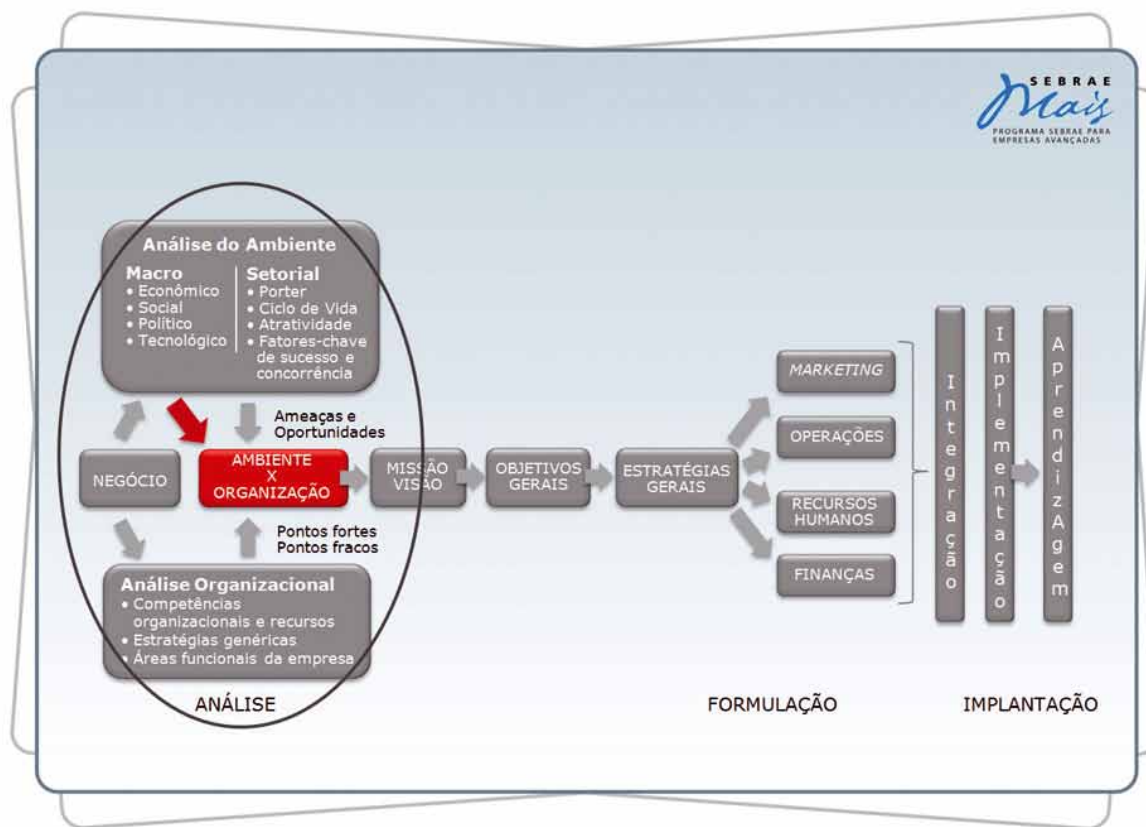 SEBRAE
Mais
PROGRAMA SEBRAE PARA
EMPRESAS AVANÇADAS
Análise do Ambiente
Macro
• Econômico
• Social
• Político
• Tecnológico
Setorial
• Porter
• Ciclo de Vida
• Atratividade
• Fatores-chave
de sucesso e
concorrência
Ameaças e
Oportunidades
NEGÓCIO
AMBIENTE
X
ORGANIZAÇÃO
MISSÃO
VISÃO
OBJETIVOS
GERAIS
ESTRATÉGIAS
GERAIS
MARKETING
OPERAÇÕES
RECURSOS
HUMANOS
FINANÇAS
Integração
Implementação
AprendizAgem
Pontos fortes
Pontos fracos
Análise Organizacional
• Competências
organizacionais e recursos
• Estratégias genéricas
• Áreas funcionais da empresa
ANÁLISE
FORMULAÇÃO
IMPLANTAÇÃO